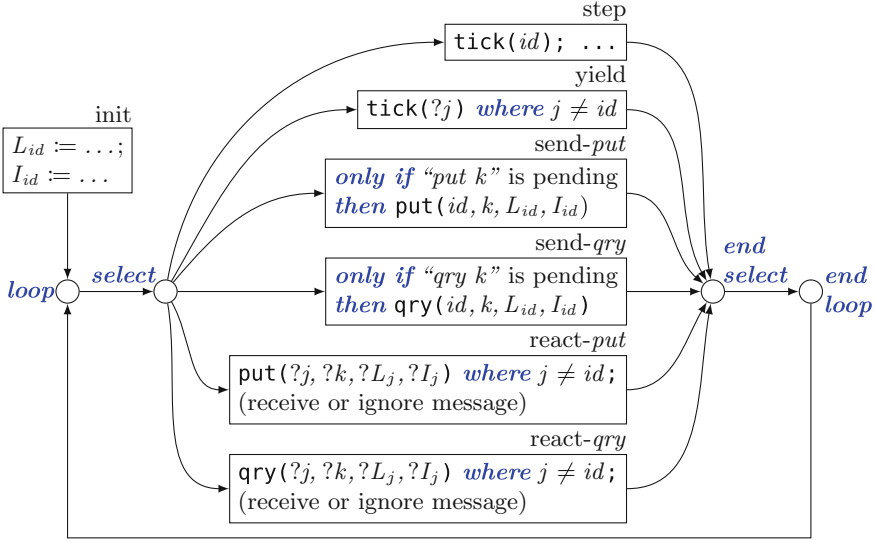 step
tick(id); ...
yield
tick(?j) where j ≠ id
init
L_id := ...;
I_id := ...
send-put
only if “put k” is pending
then put(id, k, L_id, I_id)
send-qry
only if “qry k” is pending
then qry(id, k, L_id, I_id)
loop
select
end
select
end
loop
react-put
put(?j, ?k, ?L_j, ?I_j) where j ≠ id;
(receive or ignore message)
react-qry
qry(?j, ?k, ?L_j, ?I_j) where j ≠ id;
(receive or ignore message)